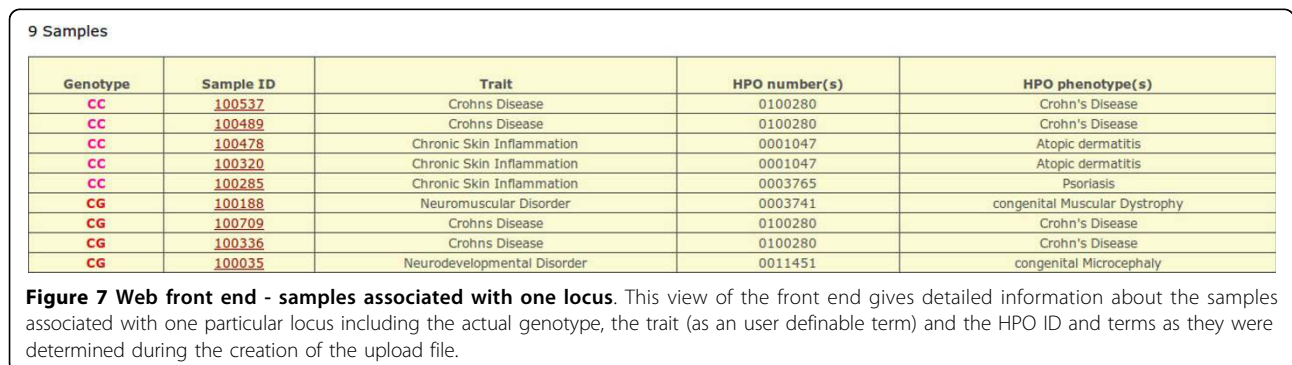 9 Samples
Genotype Sample ID Trait HPO number(s) HPO phenotype(s)
CC 100537 Crohns Disease 0100280 Crohn's Disease
CC 100489 Crohns Disease 0100280 Crohn's Disease
CC 100478 Chronic Skin Inflammation 0001047 Atopic dermatitis
CC 100320 Chronic Skin Inflammation 0001047 Atopic dermatitis
CC 100285 Chronic Skin Inflammation 0003765 Psoriasis
CG 100188 Neuromuscular Disorder 0003741 congenital Muscular Dystrophy
CG 100709 Crohns Disease 0100280 Crohn's Disease
CG 100336 Crohns Disease 0100280 Crohn's Disease
CG 100035 Neurodevelopmental Disorder 0011451 congenital Microcephaly
Figure 7 Web front end - samples associated with one locus. This view of the front end gives detailed information about the samples
associated with one particular locus including the actual genotype, the trait (as an user definable term) and the HPO ID and terms as they were
determined during the creation of the upload file.